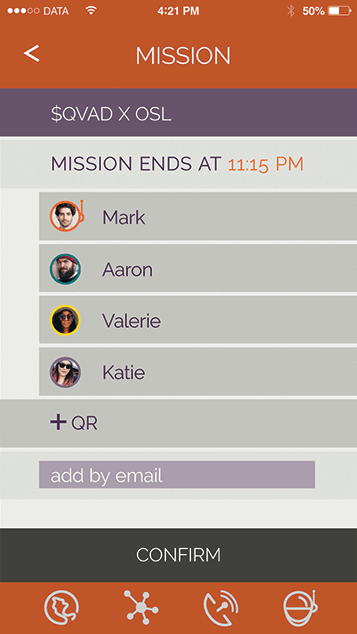 DATA 4:21 PM 50%
MISSION
$QVAD X OSL
MISSION ENDS AT 11:15 PM
Mark
Aaron
Valerie
Katie
+ QR
add by email
CONFIRM